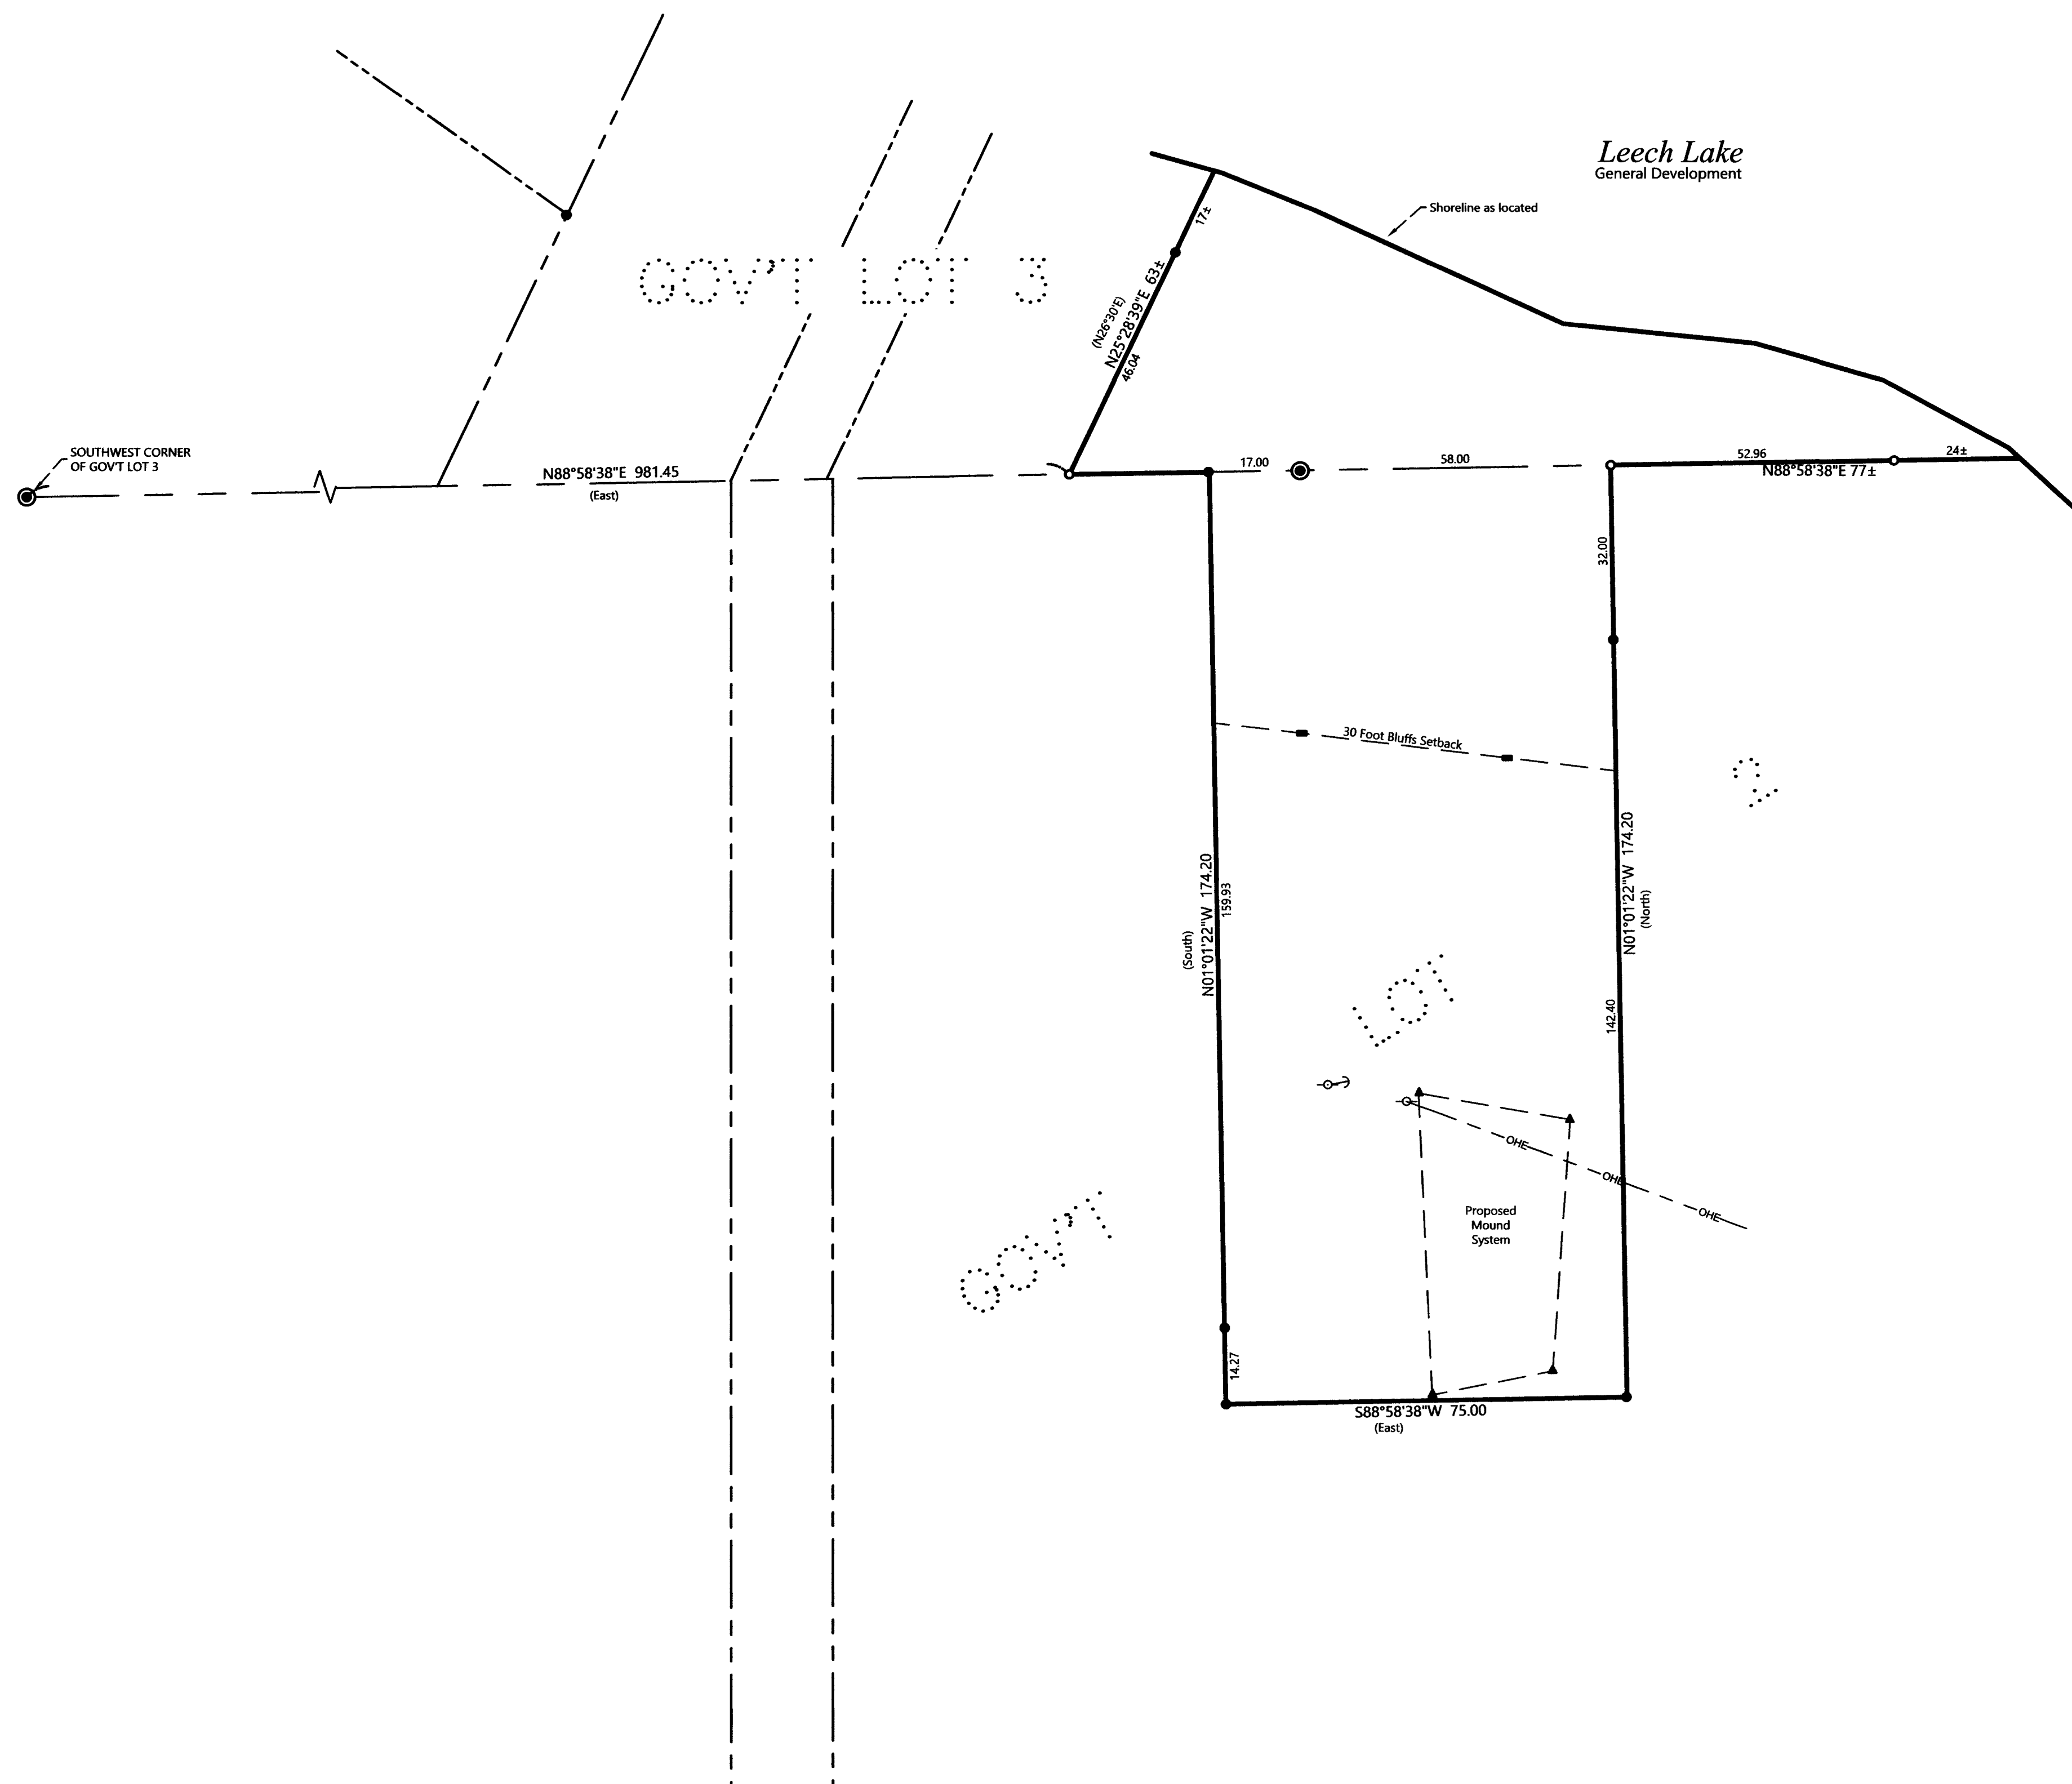 Leech Lake
General Development
Shoreline as located
17±
(N26°30'E)
N25°28'39"E 63±
46.04
GOV'T LOT 3
SOUTHWEST CORNER
OF GOV'T LOT 3
N88°58'38"E 981.45
(East)
17.00
58.00
52.96
24±
N88°58'38"E 77±
32.00
30 Foot Bluffs Setback
(South)
N01°01'22"W 174.20
159.93
N01°01'22"W 174.20
(North)
142.40
GOV'T LOT 2
OHE
OHE
OHE
Proposed
Mound
System
14.27
S88°58'38"W 75.00
(East)